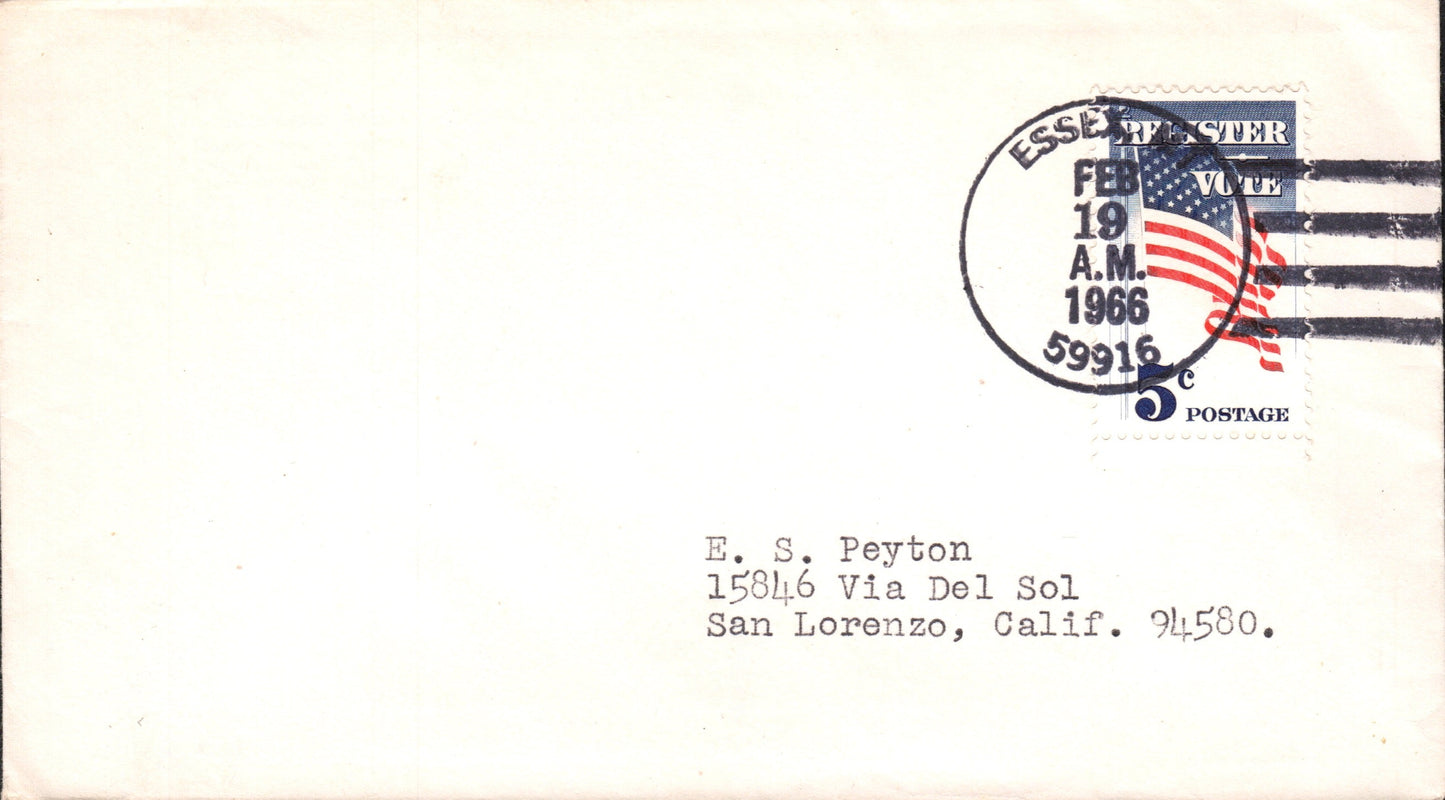 ESSEX
FEB
19
A.M.
1966
59916
REGISTER
VOTE
5c POSTAGE
E. S. Peyton
15846 Via Del Sol
San Lorenzo, Calif. 94580.